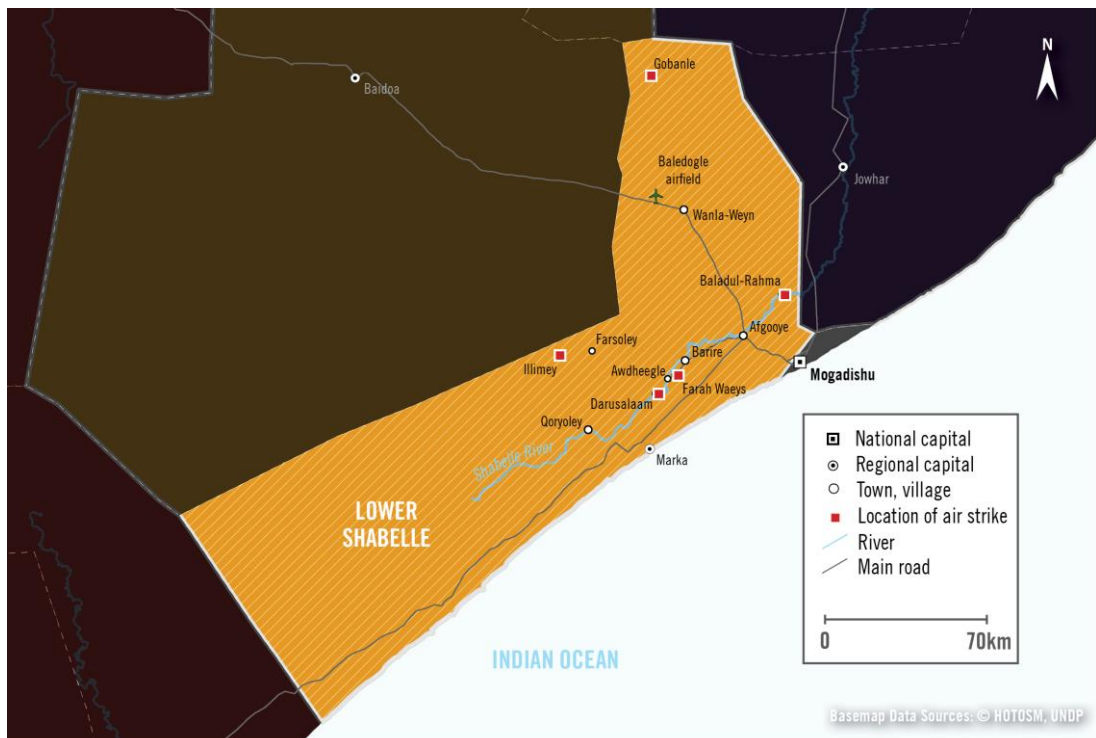 N
Gobanle
Baidoa
Baledogle
airfield
Jowhar
Wanla-Weyn
Baladul-Rahma
Afgooye
Farsoley
Illimey
Barire
Awdheegle
Mogadishu
Farah Waeys
Darusalaam
Qoryoley
Marka
Shabelle River
LOWER
SHABELLE
INDIAN OCEAN
National capital
Regional capital
Town, village
Location of air strike
River
Main road
0 70km
Basemap Data Sources: © HOTOSM, UNDP